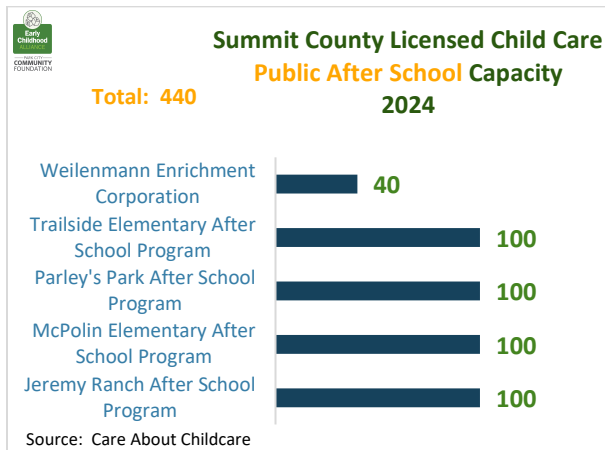 Early
Childhood
ALLIANCE
PARK CITY
COMMUNITY
FOUNDATION
Summit County Licensed Child Care
Public After School Capacity
2024
Total: 440
Weilenmann Enrichment
Corporation
40
Trailside Elementary After
School Program
100
Parley's Park After School
Program
100
McPolin Elementary After
School Program
100
Jeremy Ranch After School
Program
100
Source: Care About Childcare